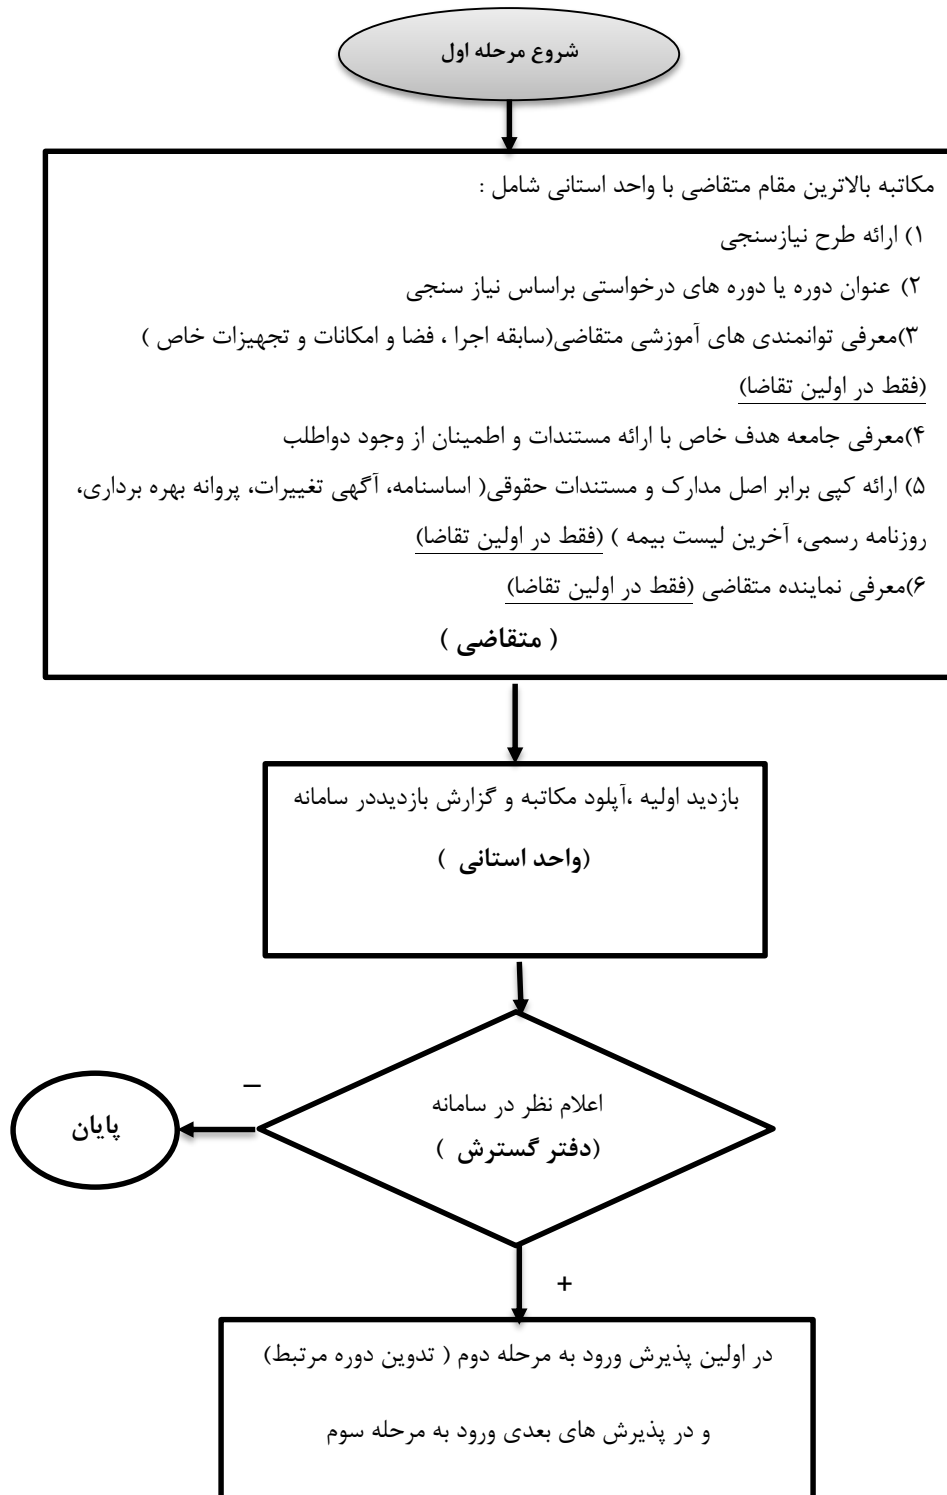 شروع مرحله اول
مکاتبه بالاترین مقام متقاضی با واحد استانی شامل :
۱) ارائه طرح نیازسنجی
۲) عنوان دوره یا دوره های درخواستی براساس نیاز سنجی
۳)معرفی توانمندی های آموزشی متقاضی(سابقه اجرا ، فضا و امکانات و تجهیزات خاص )
(فقط در اولین تقاضا)
۴)معرفی جامعه هدف خاص با ارائه مستندات و اطمینان از وجود دواطلب
۵) ارائه کپی برابر اصل مدارک و مستندات حقوقی( اساسنامه، آگهی تغییرات، پروانه بهره برداری،
روزنامه رسمی، آخرین لیست بیمه ) (فقط در اولین تقاضا)
۶)معرفی نماینده متقاضی (فقط در اولین تقاضا)
( متقاضی )
بازدید اولیه ،آپلود مکاتبه و گزارش بازدیددر سامانه
(واحد استانی )
اعلام نظر در سامانه
(دفتر گسترش )
–
پایان
+
در اولین پذیرش ورود به مرحله دوم ( تدوین دوره مرتبط)
و در پذیرش های بعدی ورود به مرحله سوم